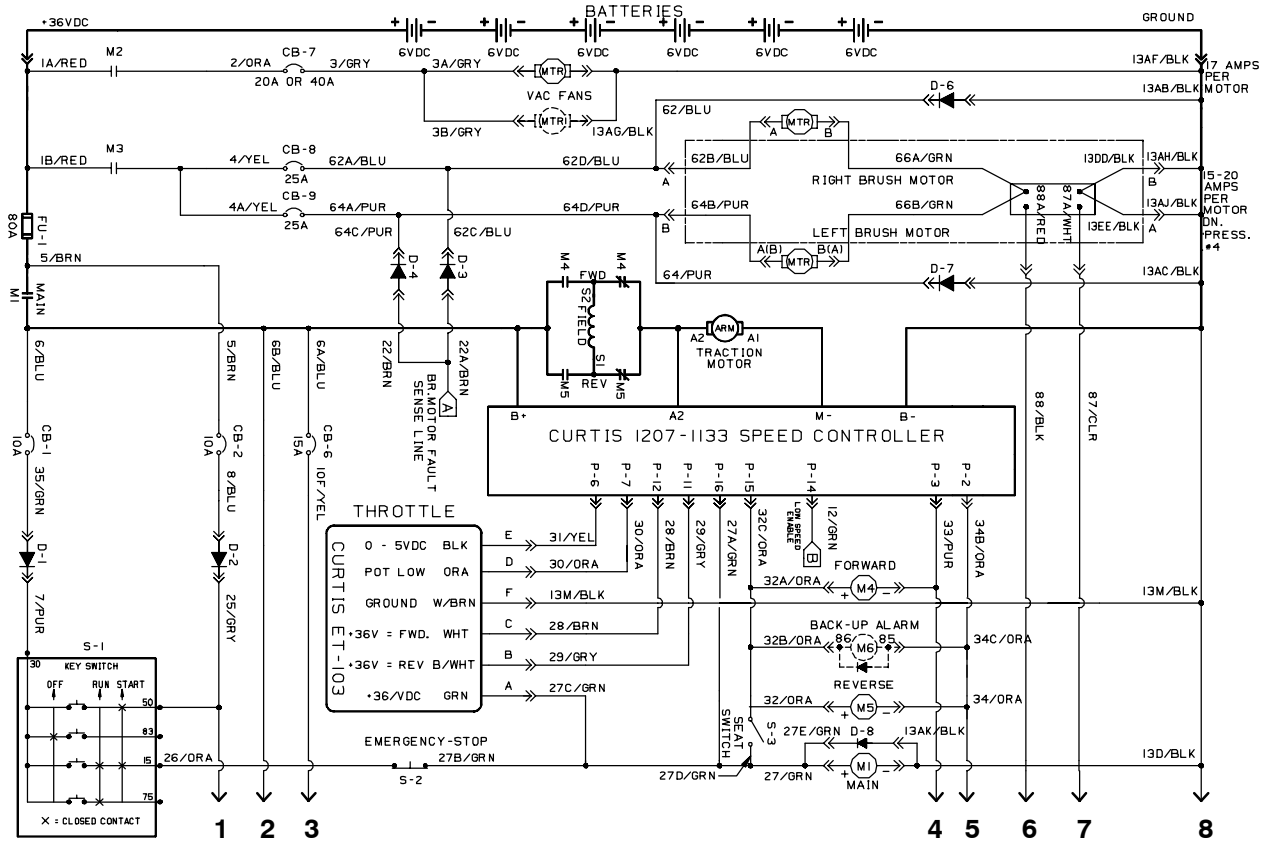 BATTERIES
+36VDC
GROUND
+ - + - + - + - + - + -
6VDC 6VDC 6VDC 6VDC 6VDC 6VDC
1A/RED M2 2/ORA CB-7 3/GRY 3A/GRY MTR 13AF/BLK
20A OR 40A
17 AMPS
PER
MOTOR
VAC FANS
D-6 13AB/BLK
3B/GRY MTR1 13AG/BLK 62/BLU
A MTR B
1B/RED M3 4/YEL CB-8 62A/BLU 62D/BLU 62B/BLU 66A/GRN 13DD/BLK 13AH/BLK
25A
A
RIGHT BRUSH MOTOR
B
15-20
AMPS
PER
MOTOR
DN.
PRESS.
#4
CB-9
4A/YEL 64A/PUR 64D/PUR 64B/PUR 66B/GRN 88A/RED 87A/WHT 13AJ/BLK
25A
B
13EE/BLK
A
FU-1
80A
64C/PUR 62C/BLU
LEFT BRUSH MOTOR
A(B) MTR B(A)
5/BRN
D-4 D-3
64/PUR D-7 13AC/BLK
MAIN
M1
M4 FWD M4
S2
FIELD
S1
M5 REV M5
A2 ARM A1
TRACTION
MOTOR
6/BLU 5/BRN 6B/BLU 6A/BLU 22/BRN 22A/BRN
BR.MOTOR FAULT
SENSE LINE
A
88/BLK 87/CLR
B+ A2 M- B-
CURTIS 1207-1133 SPEED CONTROLLER
CB-1
10A
CB-2
10A
CB-6
15A
P-6 P-7 P-12 P-11 P-16 P-15 P-14 P-3 P-2
35/GRN 8/BLU 10F/YEL
LOW SPEED
ENABLE
12/GRN
B
32C/ORA 33/PUR 34B/ORA
30/ORA 28/BRN 29/GRY 27A/GRN
THROTTLE
CURTIS ET-103
0 - 5VDC BLK E 31/YEL
POT LOW ORA D 30/ORA
GROUND W/BRN F 13M/BLK 13M/BLK
+36V = FWD. WHT C 28/BRN
+36V = REV B/WHT B 29/GRY
+36/VDC GRN A 27C/GRN
D-1 D-2
7/PUR 25/GRY
FORWARD
32A/ORA + M4 -
BACK-UP ALARM
32B/ORA 86 M6 85 34C/ORA
REVERSE
32/ORA + M5 - 34/ORA
SEAT
SWITCH
S-3
27E/GRN D-8 13AK/BLK
27D/GRN 27/GRN + M1 - 13D/BLK
MAIN
S-1
30
KEY SWITCH
OFF RUN START
50
83
15
75
X = CLOSED CONTACT
26/ORA
EMERGENCY-STOP
27B/GRN
S-2
1 2 3 4 5 6 7 8